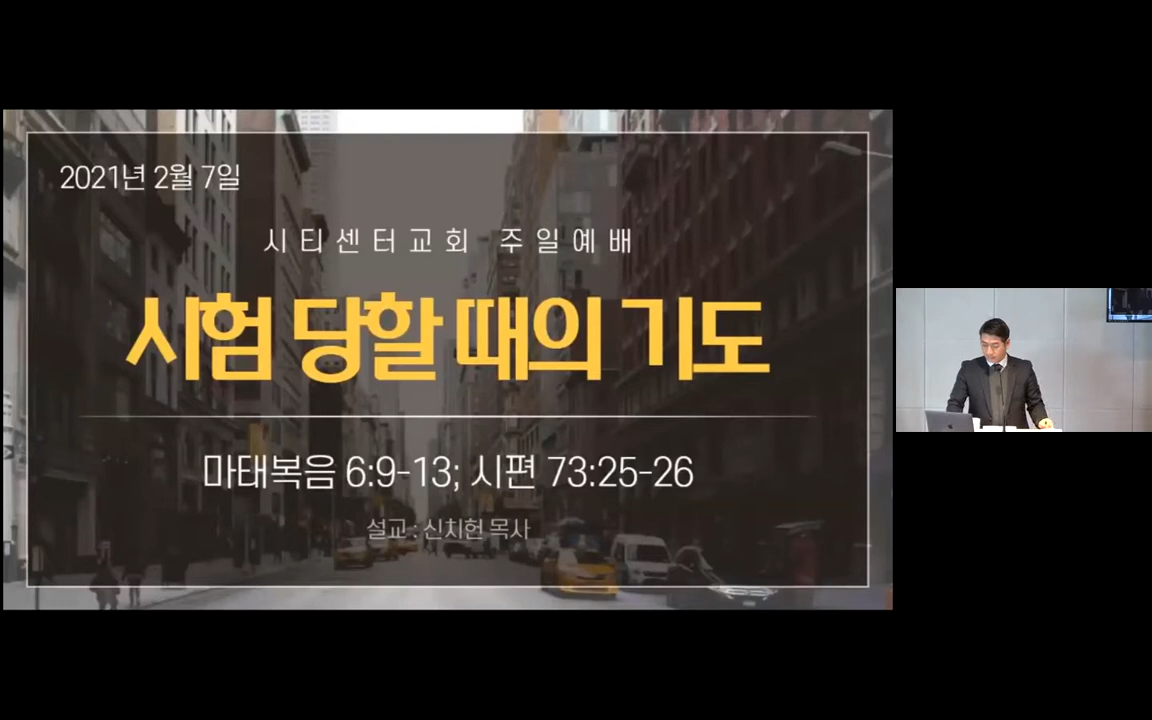 2021년 2월 7일
시티센터교회 주일예배
시험 당할 때의 기도
마태복음 6:9-13; 시편 73:25-26
설교 : 신치헌 목사